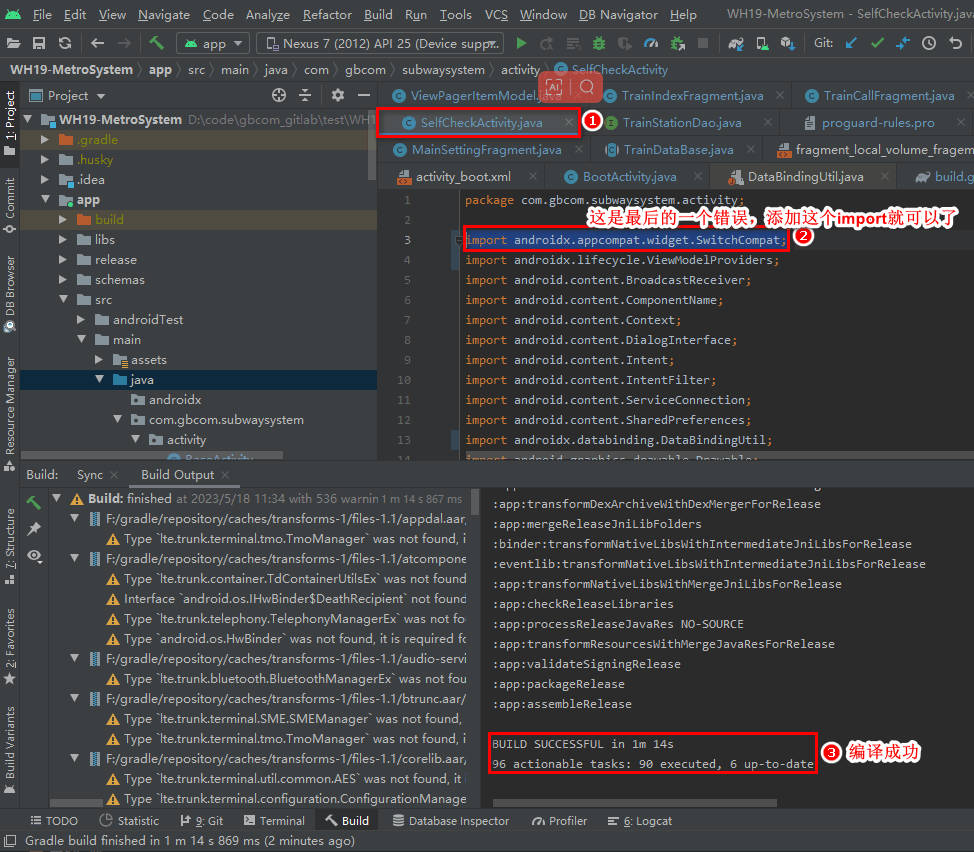 File Edit View Navigate Code Analyze Refactor Build Run Tools VCS Window DB Navigator Help WH19-MetroSystem - SelfCheckActivity.java
app Nexus 7 (2012) API 25 (Device supp... Git:
WH19-MetroSystem app src main java com gbcom subwaysystem activity SelfCheckActivity
AI
1: Project
Commit
DB Browser
Resource Manager
7: Structure
2: Favorites
Build Variants
Project
WH19-MetroSystem D:\code\gbcom_gitlab\test\WH1
.gradle
.husky
.idea
app
build
libs
release
schemas
src
androidTest
main
assets
java
androidx
com.gbcom.subwaysystem
activity
BaseActivity
ViewPagerItemModel.java TrainIndexFragment.java TrainCallFragment.java
SelfCheckActivity.java 1 TrainStationDao.java proguard-rules.pro
MainSettingFragment.java TrainDataBase.java fragment_local_volume_fragem
activity_boot.xml BootActivity.java DataBindingUtil.java build.g
1 package com.gbcom.subwaysystem.activity;
2 这是最后的一个错误，添加这个import就可以了
3 import androidx.appcompat.widget.SwitchCompat; 2
4 import androidx.lifecycle.ViewModelProviders;
5 import android.content.BroadcastReceiver;
6 import android.content.ComponentName;
7 import android.content.Context;
8 import android.content.DialogInterface;
9 import android.content.Intent;
10 import android.content.IntentFilter;
11 import android.content.ServiceConnection;
12 import android.content.SharedPreferences;
13 import androidx.databinding.DataBindingUtil;
14 import android.graphics.drawable.Drawable;
Build: Sync Build Output
Build: finished at 2023/5/18 11:34 with 536 warnin 1 m 14 s 867 ms
F:/gradle/repository/caches/transforms-1/files-1.1/appdal.aar/
Type `lte.trunk.terminal.tmo.TmoManager` was not found, i
F:/gradle/repository/caches/transforms-1/files-1.1/atcompone
Type `lte.trunk.container.TdContainerUtilsEx` was not found
Interface `android.os.IHwBinder$DeathRecipient` not found
Type `lte.trunk.telephony.TelephonyManagerEx` was not fo
Type `android.os.HwBinder` was not found, it is required fo
F:/gradle/repository/caches/transforms-1/files-1.1/audio-servi
Type `lte.trunk.bluetooth.BluetoothManagerEx` was not fou
F:/gradle/repository/caches/transforms-1/files-1.1/btrunc.aar/
Type `lte.trunk.terminal.SME.SMEManager` was not found,
Type `lte.trunk.terminal.tmo.TmoManager` was not found, i
F:/gradle/repository/caches/transforms-1/files-1.1/corelib.aar/
Type `lte.trunk.terminal.util.common.AES` was not found, it i
Type `lte.trunk.terminal.configuration.ConfigurationManage
:app:transformDexArchiveWithDexMergerForRelease
:app:mergeReleaseJniLibFolders
:binder:transformNativeLibsWithIntermediateJniLibsForRelease
:eventlib:transformNativeLibsWithIntermediateJniLibsForRelease
:app:transformNativeLibsWithMergeJniLibsForRelease
:app:checkReleaseLibraries
:app:processReleaseJavaRes NO-SOURCE
:app:transformResourcesWithMergeJavaResForRelease
:app:validateSigningRelease
:app:packageRelease
:app:assembleRelease
BUILD SUCCESSFUL in 1m 14s
96 actionable tasks: 90 executed, 6 up-to-date
3 编译成功
TODO Statistic 9: Git Terminal Build Database Inspector Profiler 6: Logcat
Gradle build finished in 1 m 14 s 869 ms (2 minutes ago)